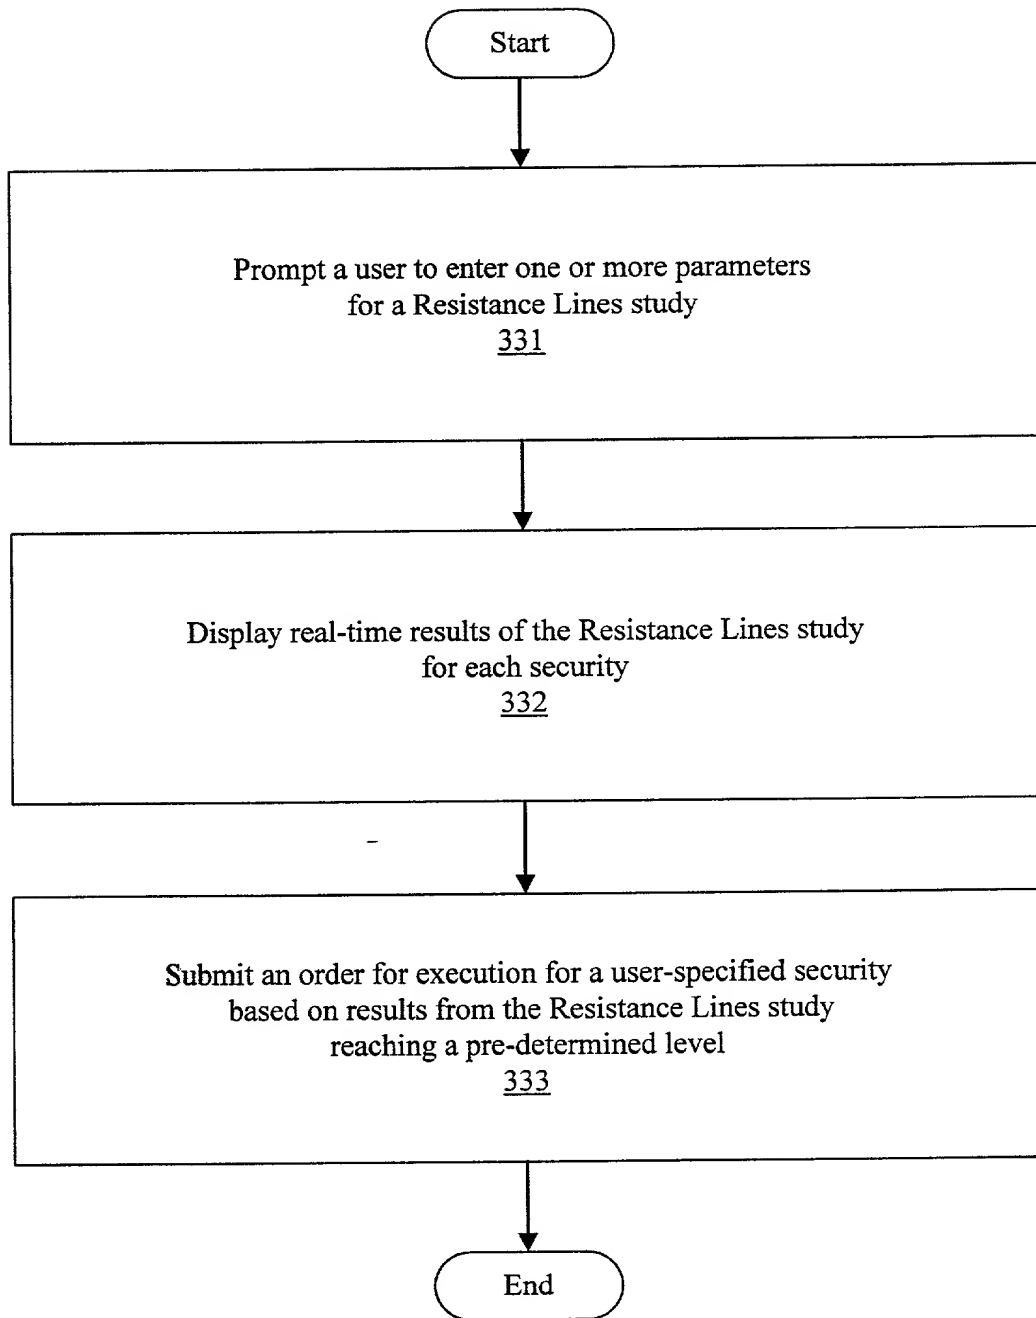 Start
Prompt a user to enter one or more parameters
for a Resistance Lines study
331
Display real-time results of the Resistance Lines study
for each security
332
Submit an order for execution for a user-specified security
based on results from the Resistance Lines study
reaching a pre-determined level
333
End